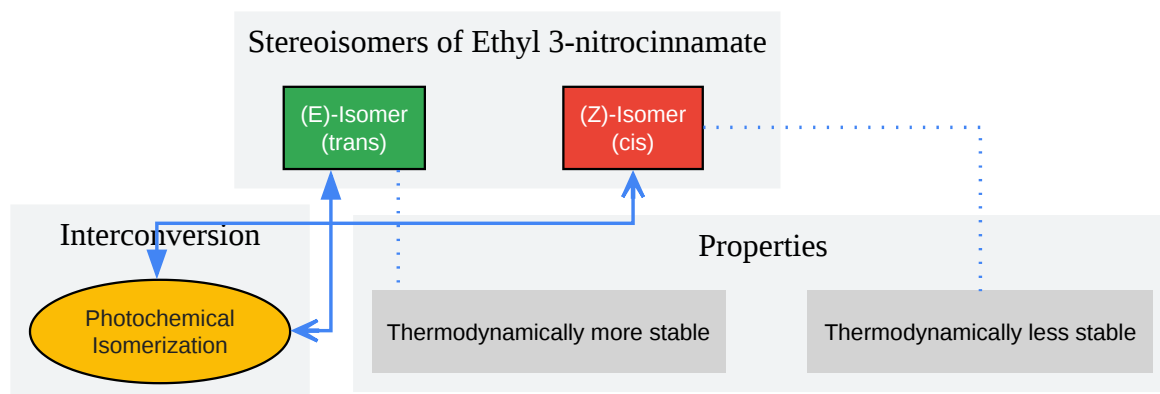 Stereoisomers of Ethyl 3-nitrocinnamate
(E)-Isomer
(trans)
(Z)-Isomer
(cis)
Interconversion
Properties
Photochemical
Isomerization
Thermodynamically more stable
Thermodynamically less stable